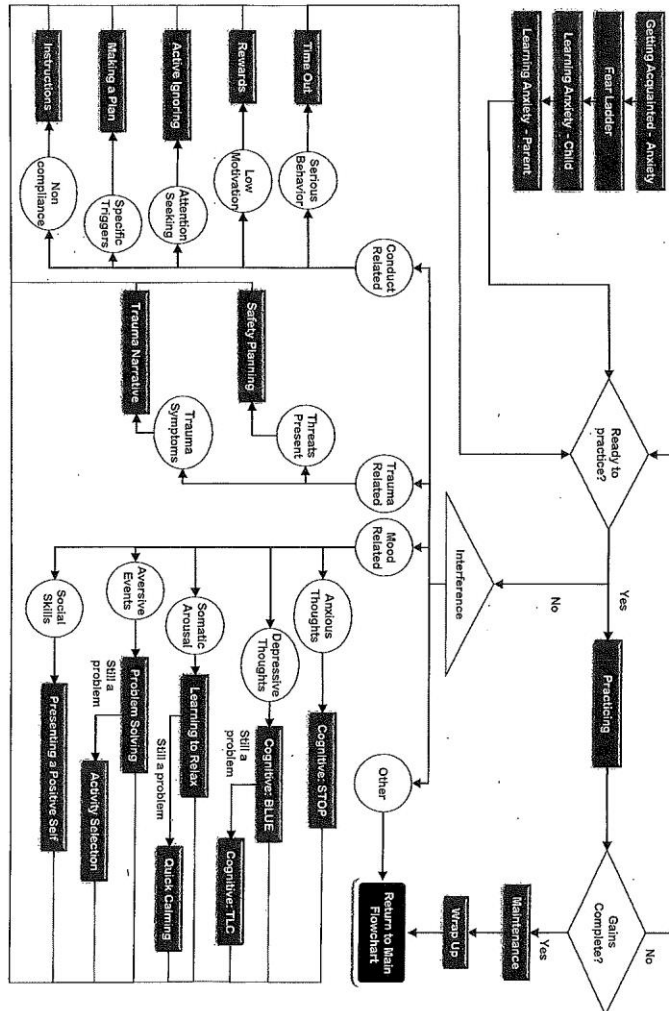 Getting Acquainted - Anxiety
Fear Ladder
Learning Anxiety - Child
Learning Anxiety - Parent
Ready to
practice?
Yes
No
Practicing
Gains
Complete?
No
Yes
Maintenance
Wrap Up
Return to Main
Flowchart
Interference
Conduct Related
Trauma Related
Mood
Related
Other
Serious
Behavior
Time Out
Low
Motivation
Rewards
Attention
Seeking
Active Ignoring
Specific
Triggers
Making a Plan
Non
compliance
Instructions
Threats
Present
Safety Planning
Trauma
Symptoms
Trauma Narrative
Anxious
Thoughts
Cognitive: STOP
Depressive
Thoughts
Cognitive: BLUE
Still a
problem
Cognitive: TLC
Somatic
Arousal
Learning to Relax
Still a problem
Quick Calming
Aversive
Events
Problem Solving
Still a
problem
Activity Selection
Social
Skills
Presenting a Positive Self